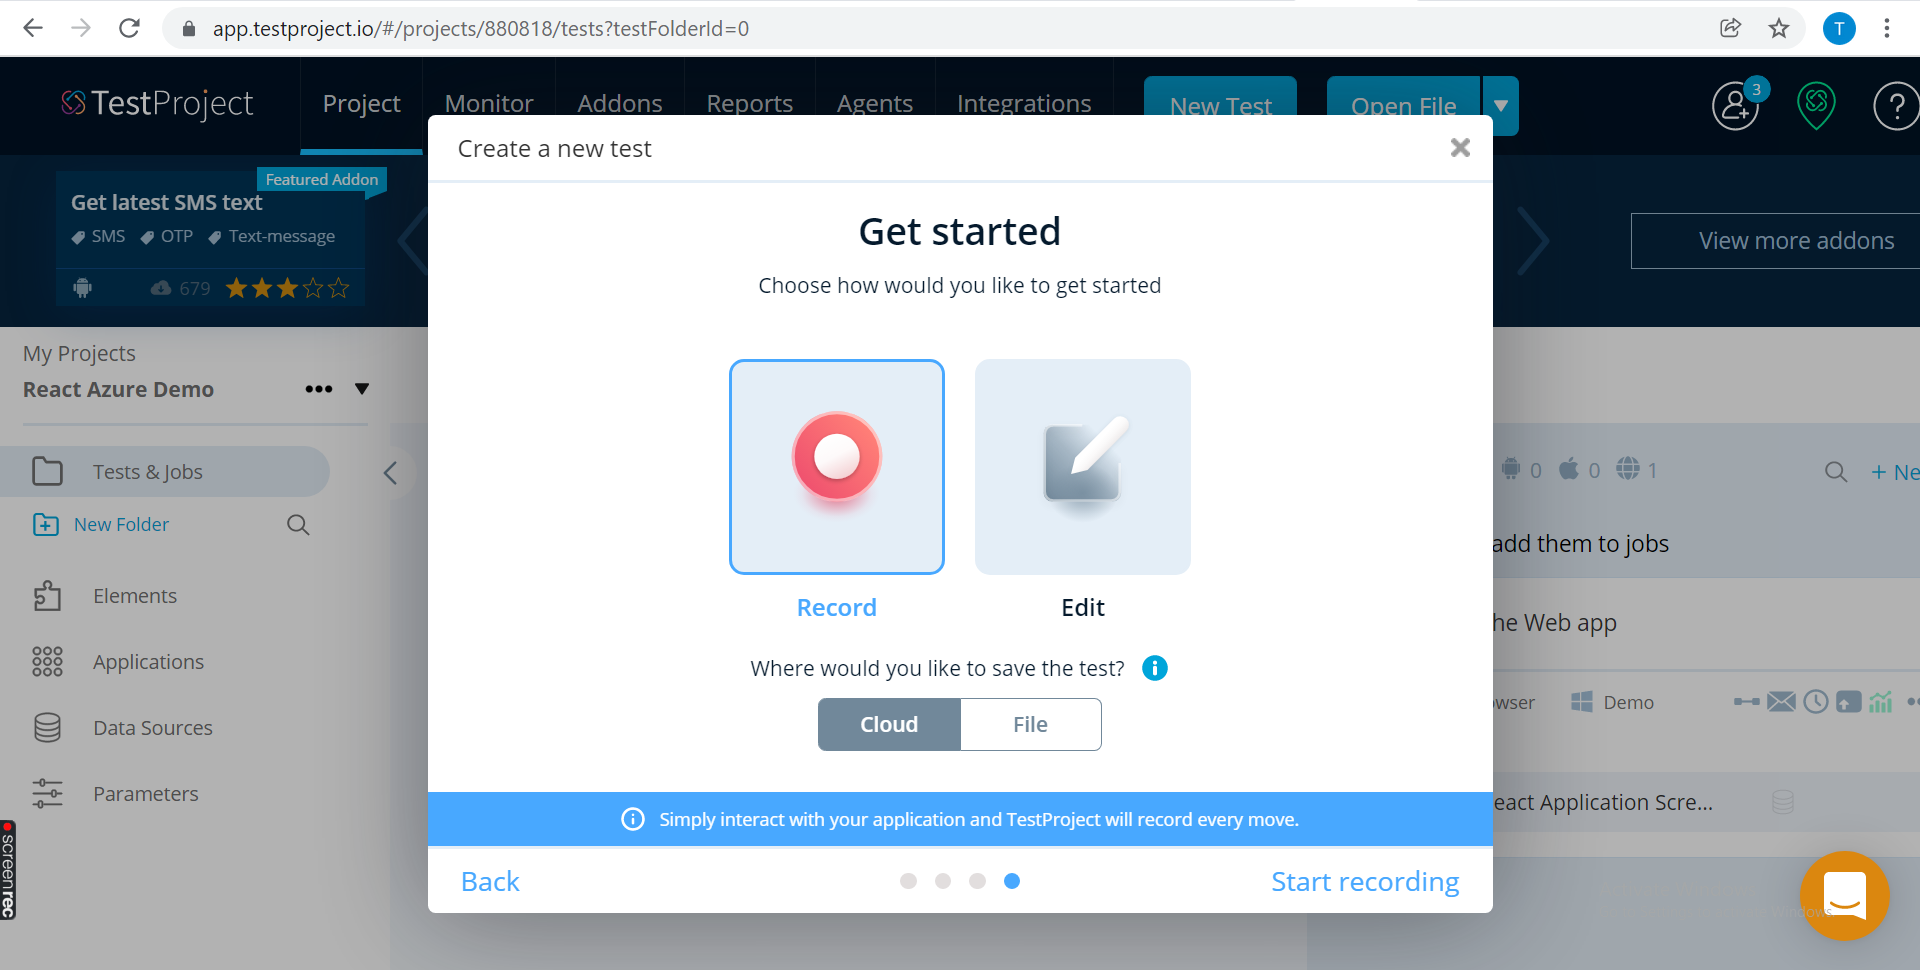 app.testproject.io/#/projects/880818/tests?testFolderId=0
T
TestProject
Project
Monitor
Addons
Reports
Agents
Integrations
New Test
Open File
3
?
Create a new test
Featured Addon
Get latest SMS text
SMS
OTP
Text-message
679
View more addons
Get started
Choose how would you like to get started
My Projects
React Azure Demo
Tests & Jobs
New Folder
Elements
Applications
Data Sources
Parameters
Record
Edit
Where would you like to save the test?
Cloud
File
Simply interact with your application and TestProject will record every move.
Back
Start recording
0
0
1
+ Ne
add them to jobs
he Web app
wser
Demo
eact Application Scre...
screenrec
Windows